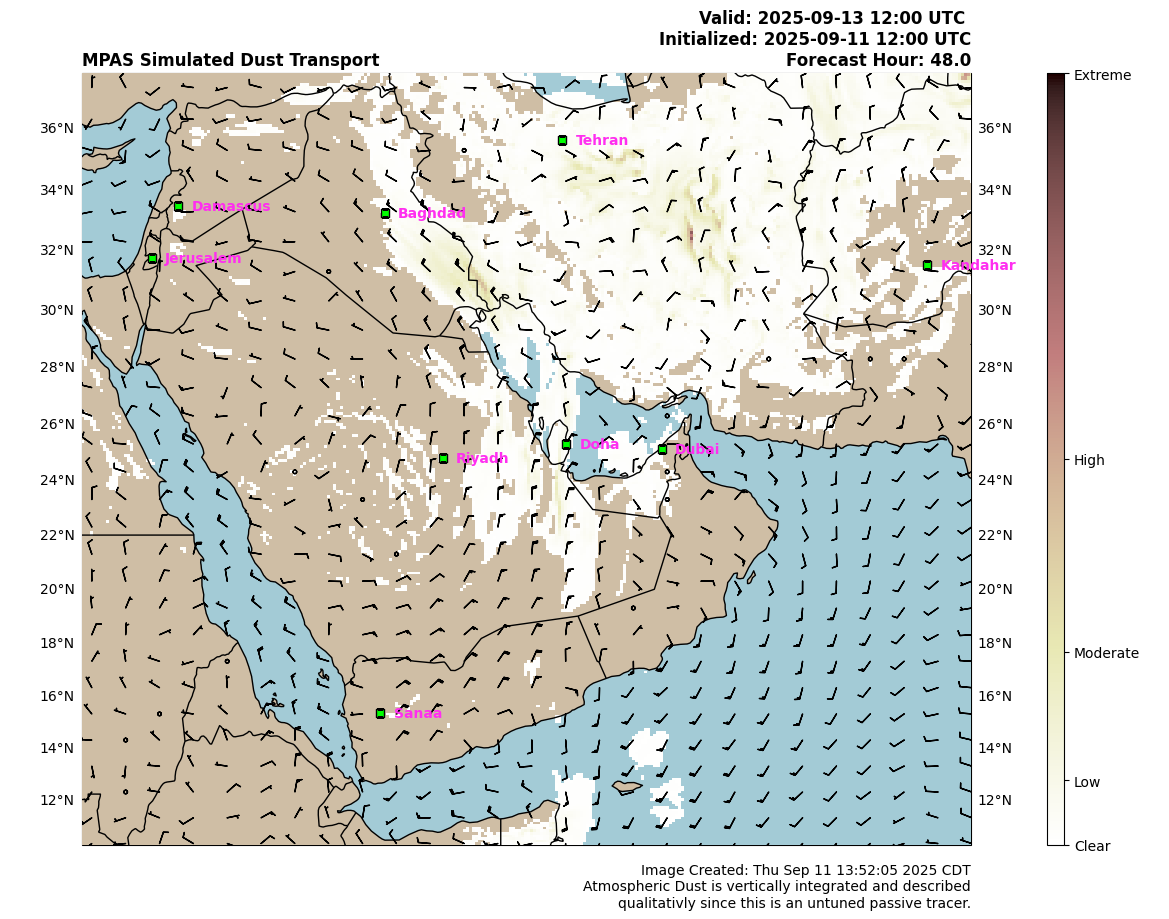 Valid: 2025-09-13 12:00 UTC
Initialized: 2025-09-11 12:00 UTC
MPAS Simulated Dust Transport
Forecast Hour: 48.0
Extreme
36°N
Tehran
36°N
34°N
34°N
Damascus
Baghdad
32°N
32°N
Jerusalem
Kandahar
30°N
30°N
28°N
28°N
26°N
26°N
Doha
Dubai
Riyadh
High
24°N
24°N
22°N
22°N
20°N
20°N
18°N
18°N
Moderate
16°N
16°N
Sanaa
14°N
14°N
Low
12°N
12°N
Clear
Image Created: Thu Sep 11 13:52:05 2025 CDT
Atmospheric Dust is vertically integrated and described
qualitativly since this is an untuned passive tracer.